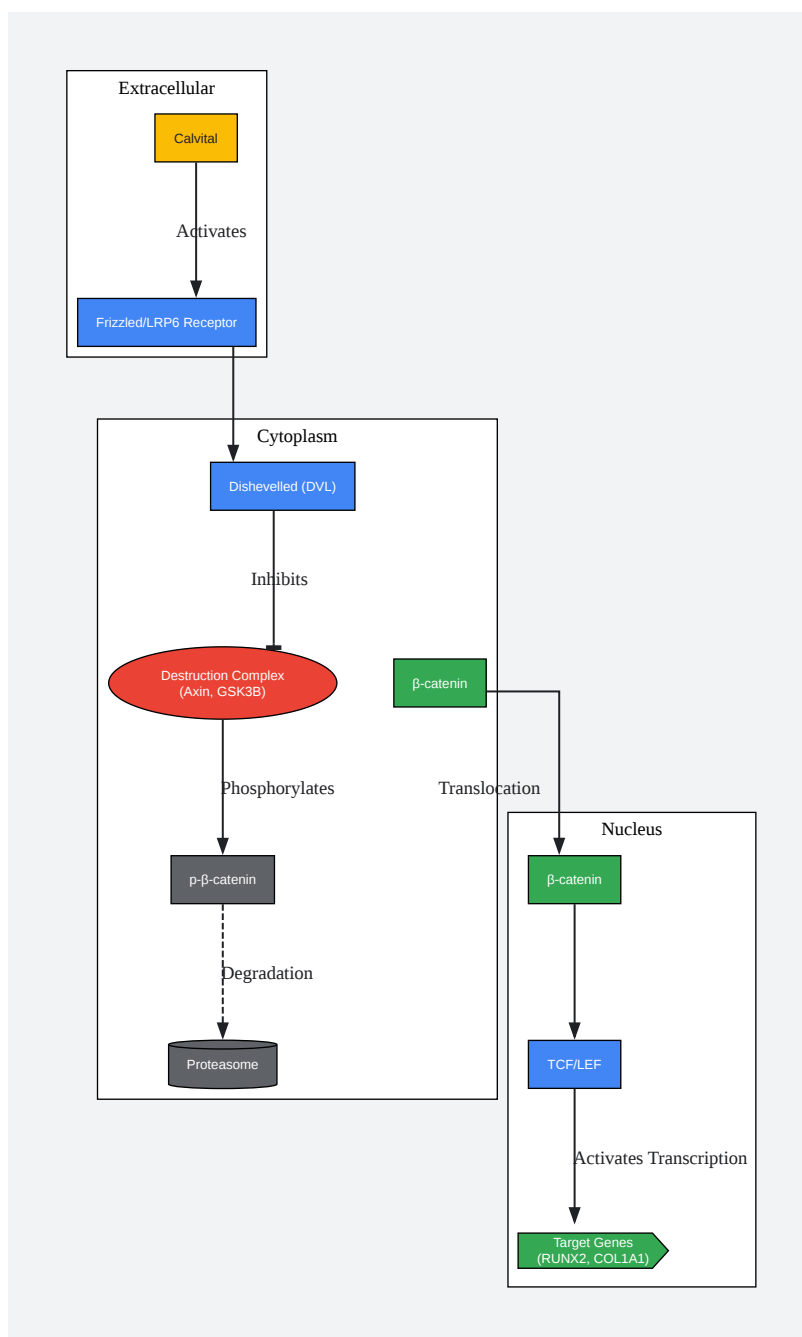 Extracellular
Calvital
Activates
Frizzled/LRP6 Receptor
Cytoplasm
Dishevelled (DVL)
Inhibits
Destruction Complex
(Axin, GSK3B)
β-catenin
Phosphorylates
Translocation
Nucleus
p-β-catenin
β-catenin
Degradation
Proteasome
TCF/LEF
Activates Transcription
Target Genes
(RUNX2, COL1A1)